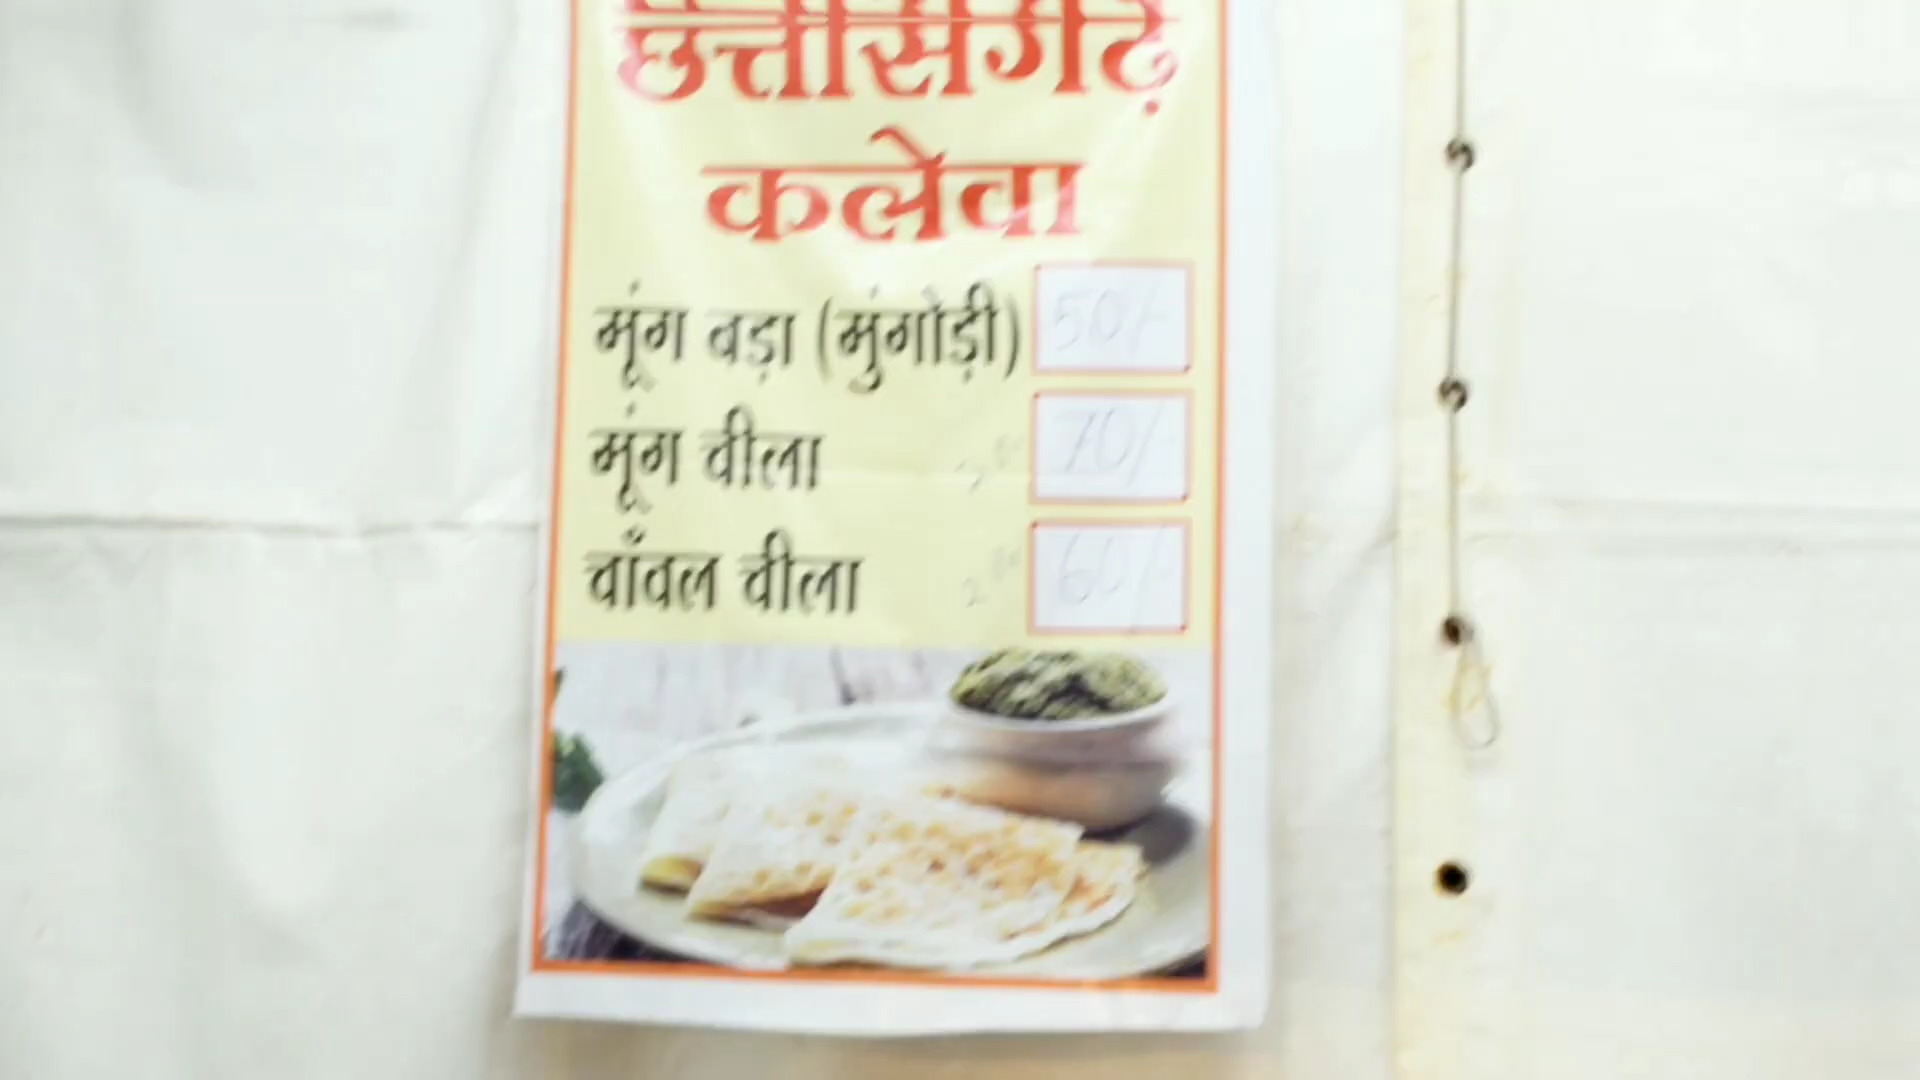 छत्तीसगढ़
कलेवा
मूंग बड़ा (मुंगोड़ी) 50/-
मूंग चीला 70/-
चाँवल चीला 60/-